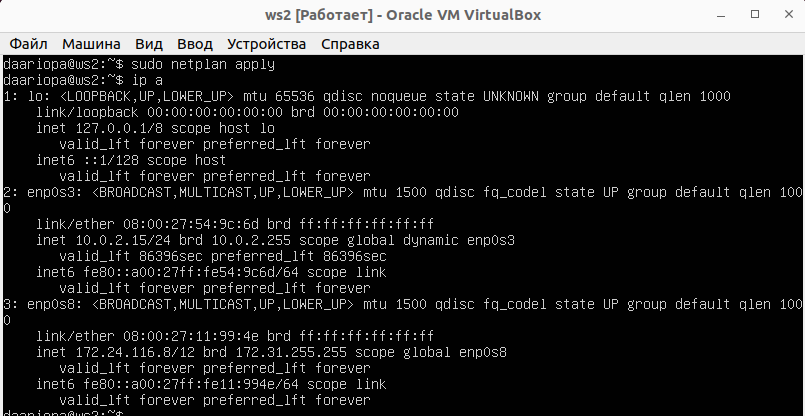 ws2 [Работает] - Oracle VM VirtualBox
Файл Машина Вид Ввод Устройства Справка
daariopa@ws2:~$ sudo netplan apply
daariopa@ws2:~$ ip a
1: lo: <LOOPBACK,UP,LOWER_UP> mtu 65536 qdisc noqueue state UNKNOWN group default qlen 1000
    link/loopback 00:00:00:00:00:00 brd 00:00:00:00:00:00
    inet 127.0.0.1/8 scope host lo
       valid_lft forever preferred_lft forever
    inet6 ::1/128 scope host
       valid_lft forever preferred_lft forever
2: enp0s3: <BROADCAST,MULTICAST,UP,LOWER_UP> mtu 1500 qdisc fq_codel state UP group default qlen 100
0
    link/ether 08:00:27:54:9c:6d brd ff:ff:ff:ff:ff:ff
    inet 10.0.2.15/24 brd 10.0.2.255 scope global dynamic enp0s3
       valid_lft 86396sec preferred_lft 86396sec
    inet6 fe80::a00:27ff:fe54:9c6d/64 scope link
       valid_lft forever preferred_lft forever
3: enp0s8: <BROADCAST,MULTICAST,UP,LOWER_UP> mtu 1500 qdisc fq_codel state UP group default qlen 100
0
    link/ether 08:00:27:11:99:4e brd ff:ff:ff:ff:ff:ff
    inet 172.24.116.8/12 brd 172.31.255.255 scope global enp0s8
       valid_lft forever preferred_lft forever
    inet6 fe80::a00:27ff:fe11:994e/64 scope link
       valid_lft forever preferred_lft forever
daariopa@ws2:~$